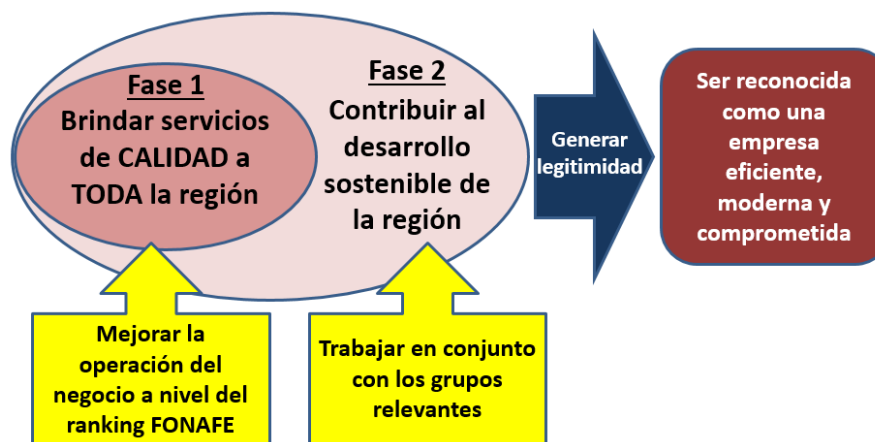 Fase 1
Brindar servicios
de CALIDAD a
TODA la región
Fase 2
Contribuir al
desarrollo
sostenible de
la región
Generar
legitimidad
Ser reconocida
como una
empresa
eficiente,
moderna y
comprometida
Mejorar la
operación del
negocio a nivel del
ranking FONAFE
Trabajar en conjunto
con los grupos
relevantes